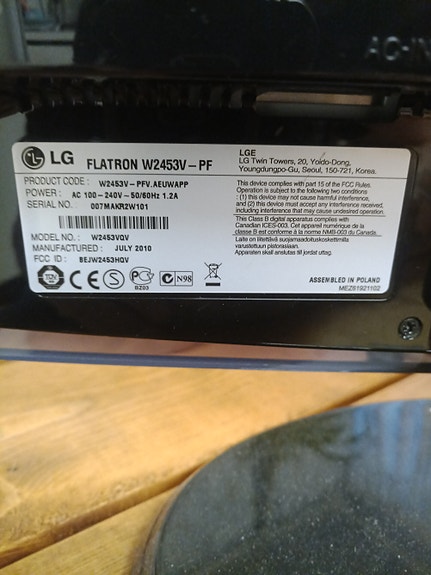 AC-IN
LG FLATRON W2453V-PF
PRODUCT CODE : W2453V-PFV.AEUWAPP
POWER : AC 100-240V~50/60Hz 1.2A
SERIAL NO. : 007MAKR2W101
MODEL NO. : W2453VQV
MANUFACTURED : JULY 2010
FCC ID : BEJW2453HQV
TÜV
CE
S
BZ03
N98
LGE
LG Twin Towers, 20, Yoido-Dong,
Youngdungpo-Gu, Seoul, 150-721, Korea.
This device complies with part 15 of the FCC Rules.
Operation is subject to the following two conditions
: (1) this device may not cause harmful interference,
and (2) this device must accept any interference received,
including interference that may cause undesired operation.
This Class B digital apparatus complies with
Canadian ICES-003. Cet appareil numérique de la
classe B est conforme à la norme NMB-003 du Canada.
Laite on liitettävä suojamaadoituskoskettimilla
varustettuun pistorasiaan.
Apparaten skall anslutas till jordat uttag.
ASSEMBLED IN POLAND
MEZ61921102